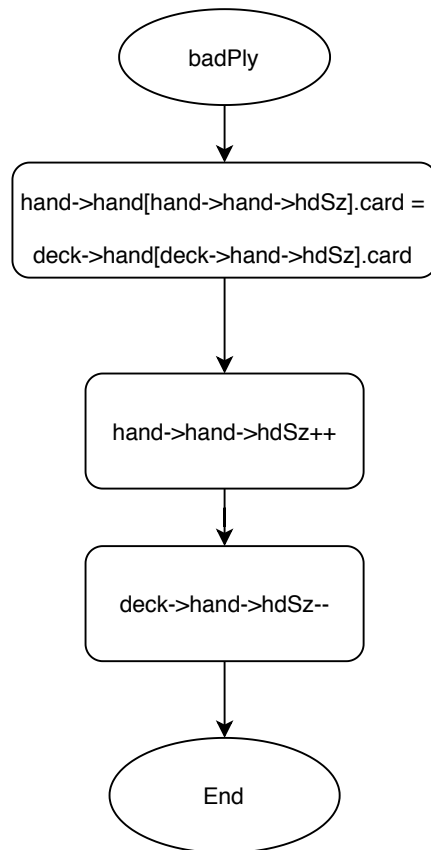 badPly
hand->hand[hand->hand->hdSz].card =
deck->hand[deck->hand->hdSz].card
hand->hand->hdSz++
deck->hand->hdSz--
End